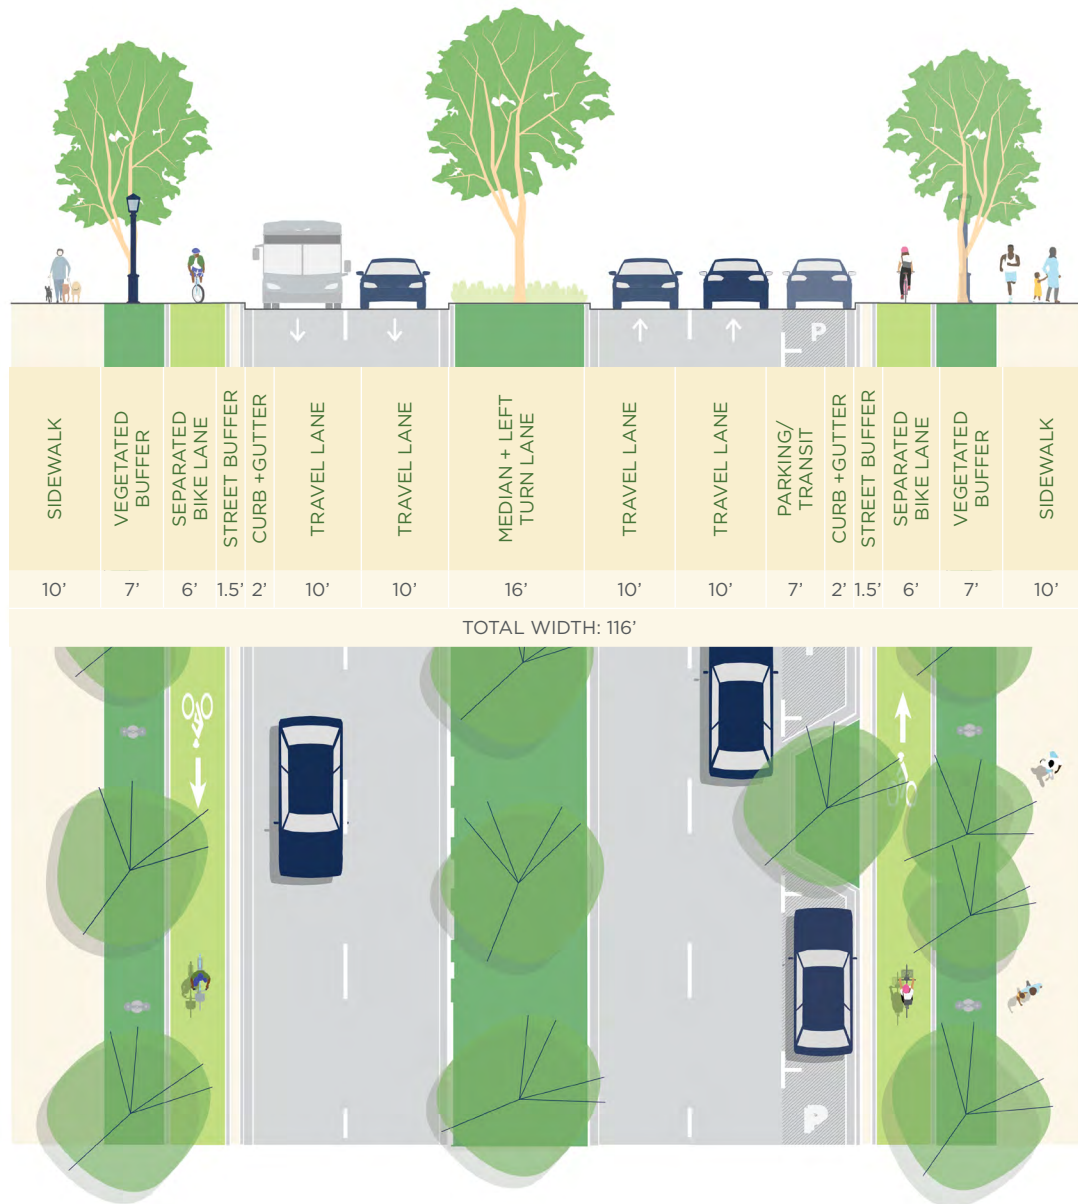 P
SIDEWALK
VEGETATED
BUFFER
SEPARATED
BIKE LANE
STREET BUFFER
CURB +GUTTER
TRAVEL LANE
TRAVEL LANE
MEDIAN + LEFT
TURN LANE
TRAVEL LANE
TRAVEL LANE
PARKING/
TRANSIT
CURB +GUTTER
STREET BUFFER
SEPARATED
BIKE LANE
VEGETATED
BUFFER
SIDEWALK
10’ 7’ 6’ 1.5’ 2’ 10’ 10’ 16’ 10’ 10’ 7’ 2’ 1.5’ 6’ 7’ 10’
TOTAL WIDTH: 116’
P